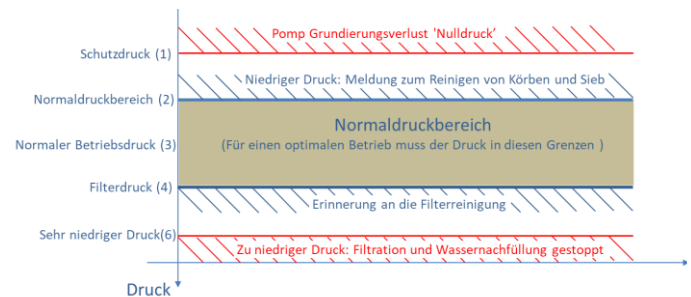 Pomp Grundierungsverlust 'Nulldruck'
Schutzdruck (1)
Niedriger Druck: Meldung zum Reinigen von Körben und Sieb
Normaldruckbereich (2)
Normaldruckbereich
Normaler Betriebsdruck (3)
(Für einen optimalen Betrieb muss der Druck in diesen Grenzen )
Filterdruck (4)
Erinnerung an die Filterreinigung
Sehr niedriger Druck(6)
Zu niedriger Druck: Filtration und Wassernachfüllung gestoppt
Druck